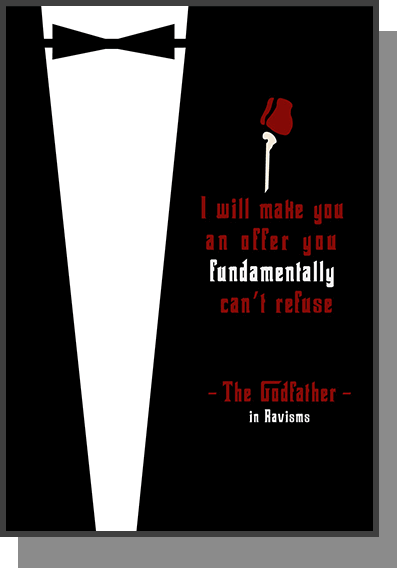 I will make you
an offer you
fundamentally
can't refuse
- The Godfather -
in Ravisms